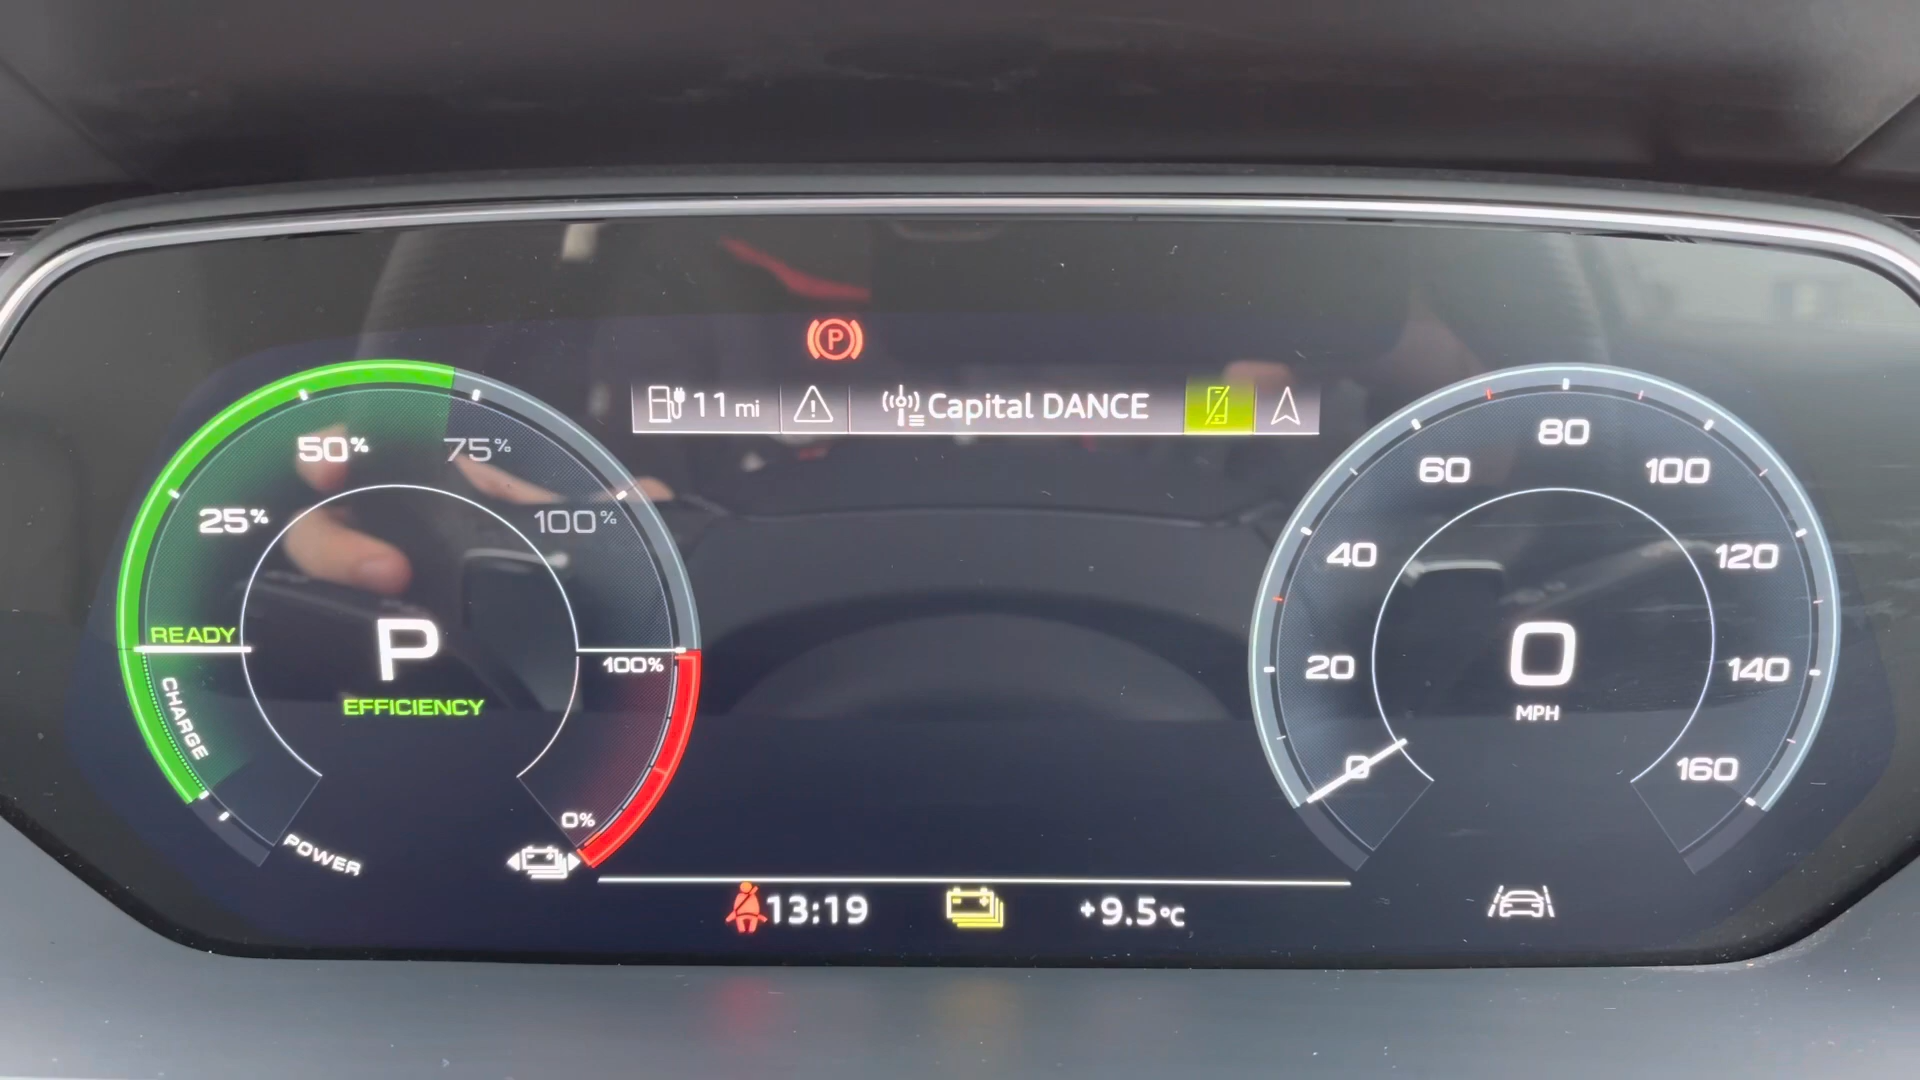 P
11 mi
Capital DANCE
25%
50%
75%
100%
READY
P
EFFICIENCY
CHARGE
POWER
100%
0%
0
20
40
60
80
100
120
140
160
0
MPH
13:19
+9.5°C